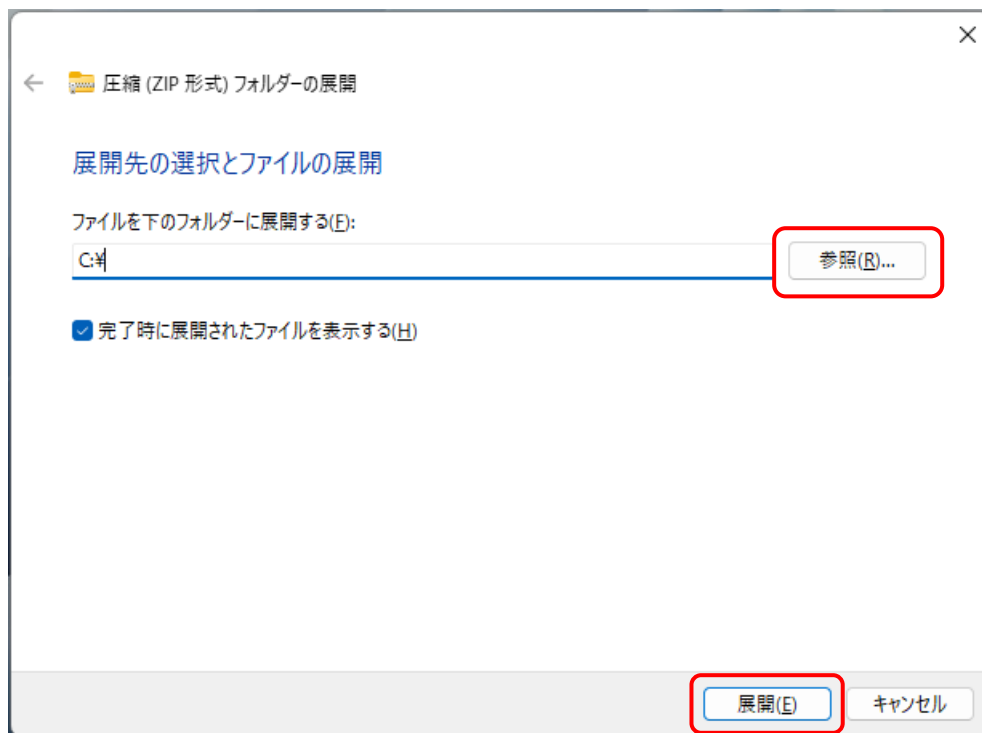 圧縮 (ZIP 形式) フォルダーの展開
展開先の選択とファイルの展開
ファイルを下のフォルダーに展開する(F):
C:¥
参照(R)...
完了時に展開されたファイルを表示する(H)
展開(E)
キャンセル